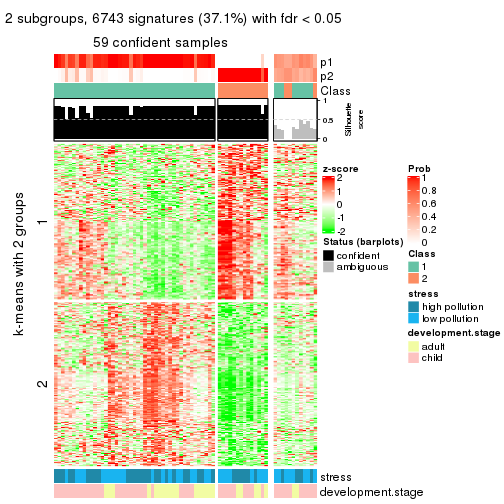 2 subgroups, 6743 signatures (37.1%) with fdr < 0.05
59 confident samples
p1
p2
Class
1
0.5
0
Silhouette
score
k-means with 2 groups
1
2
z-score
2
1
0
-1
-2
Status (barplots)
confident
ambiguous
Prob
1
0.8
0.6
0.4
0.2
0
Class
1
2
stress
high pollution
low pollution
development.stage
adult
child
stress
development.stage